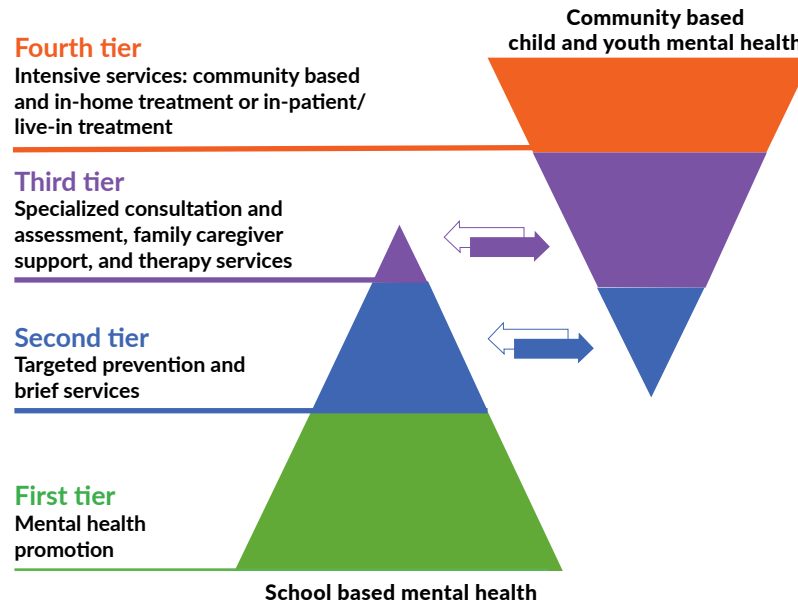 Community based
child and youth mental health
Fourth tier
Intensive services: community based
and in-home treatment or in-patient/
live-in treatment
Third tier
Specialized consultation and
assessment, family caregiver
support, and therapy services
Second tier
Targeted prevention and
brief services
First tier
Mental health
promotion
School based mental health